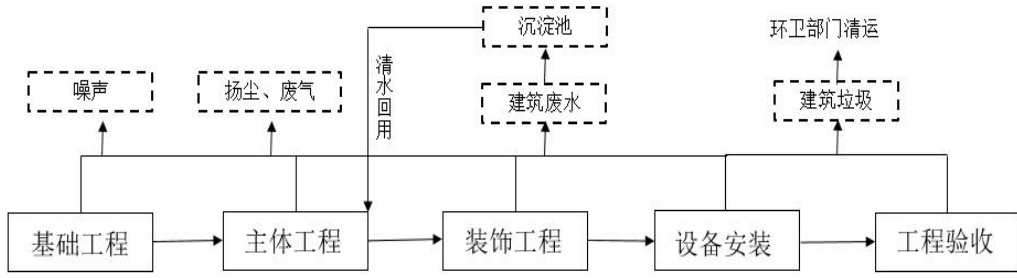 沉淀池
环卫部门清运
噪声
扬尘、废气
清水回用
建筑废水
建筑垃圾
基础工程
主体工程
装饰工程
设备安装
工程验收